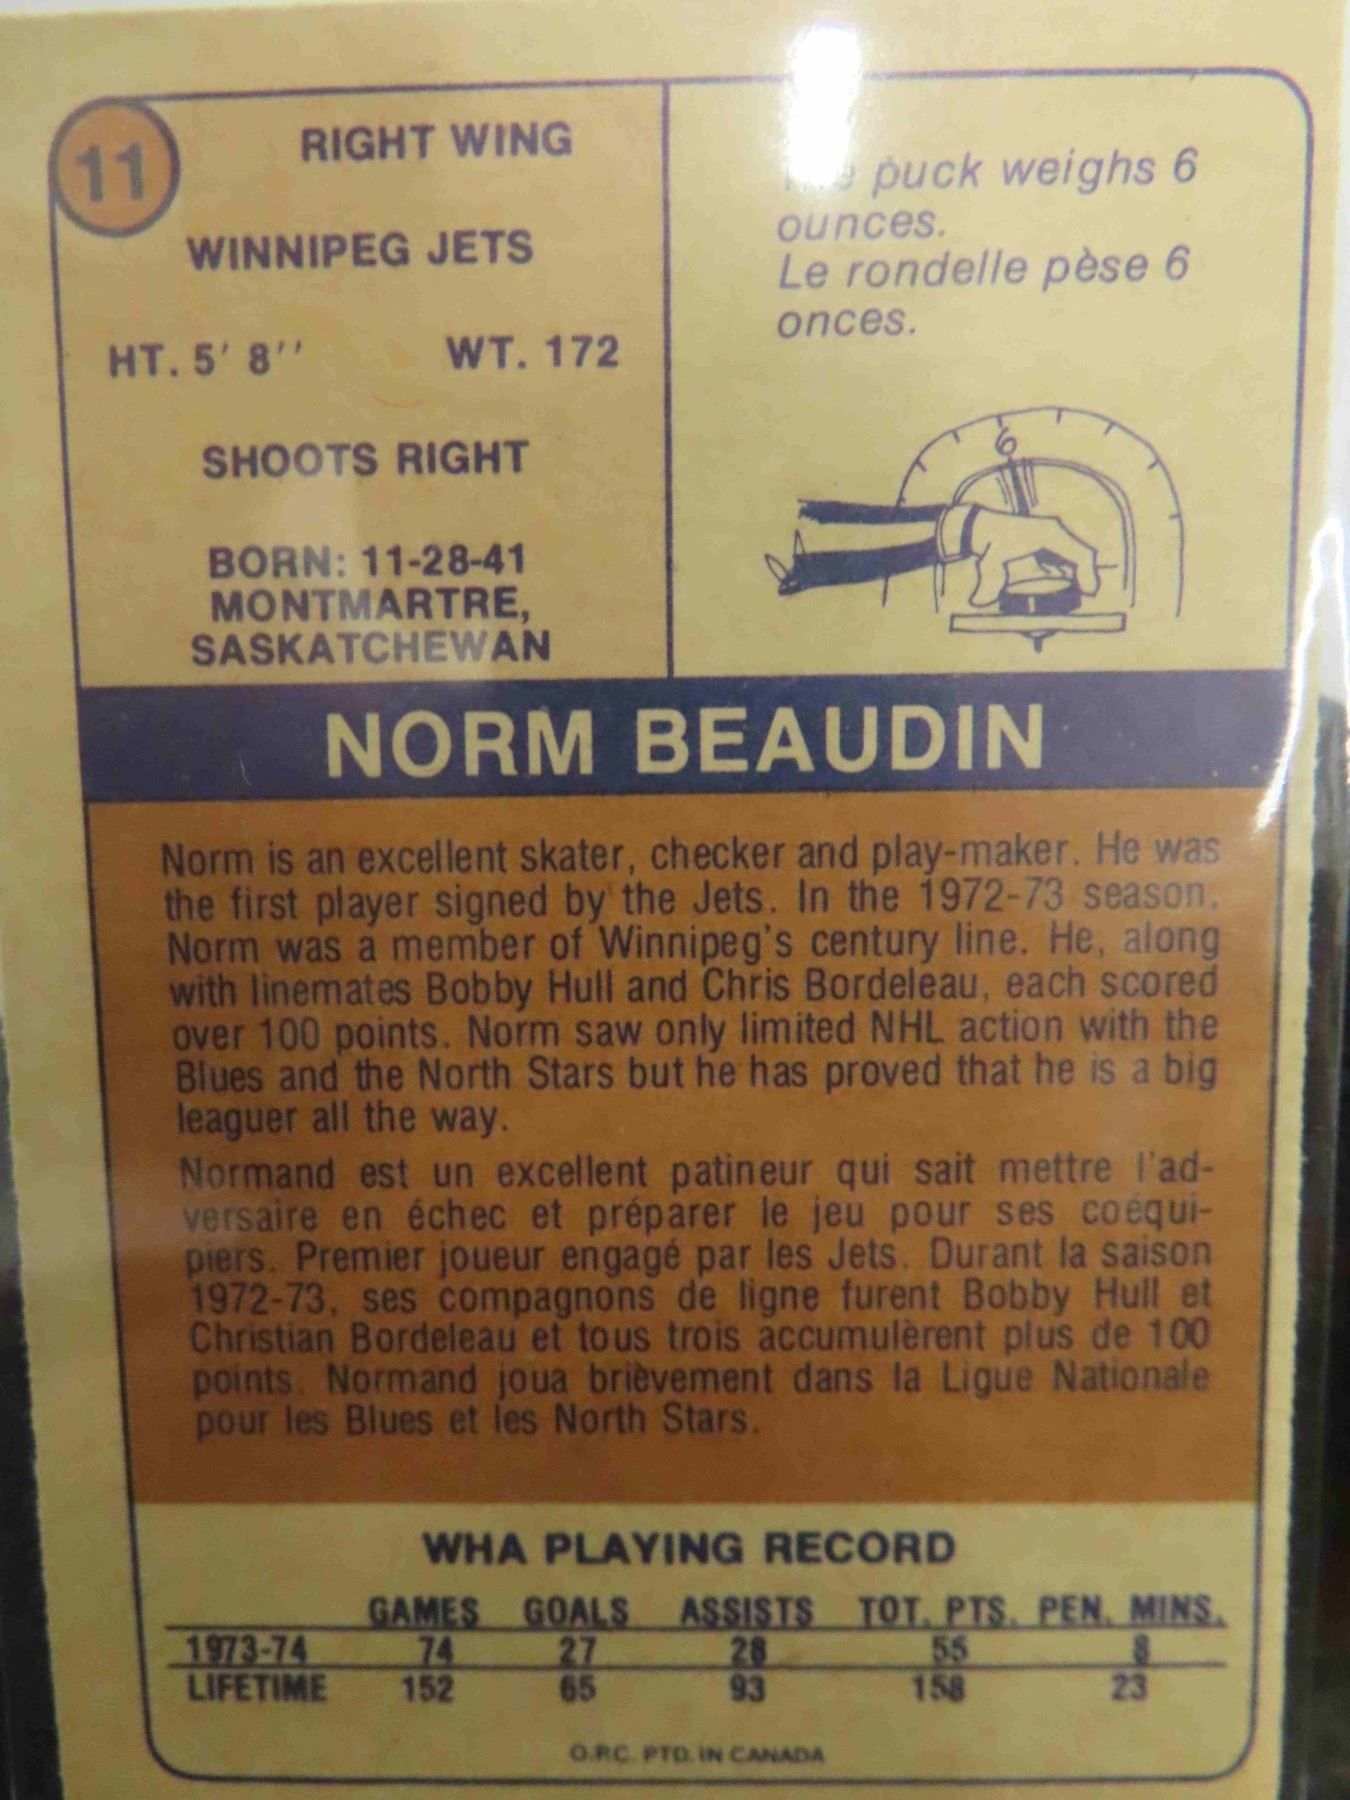 11
RIGHT WING
WINNIPEG JETS
HT. 5' 8''  WT. 172
SHOOTS RIGHT
BORN: 11-28-41
MONTMARTRE,
SASKATCHEWAN
puck weighs 6
ounces.
Le rondelle pèse 6
onces.
6
NORM BEAUDIN
Norm is an excellent skater, checker and play-maker. He was
the first player signed by the Jets. In the 1972-73 season,
Norm was a member of Winnipeg's century line. He, along
with linemates Bobby Hull and Chris Bordeleau, each scored
over 100 points. Norm saw only limited NHL action with the
Blues and the North Stars but he has proved that he is a big
leaguer all the way.
Normand est un excellent patineur qui sait mettre l'ad-
versaire en échec et préparer le jeu pour ses coéqui-
piers. Premier joueur engagé par les Jets. Durant la saison
1972-73, ses compagnons de ligne furent Bobby Hull et
Christian Bordeleau et tous trois accumulèrent plus de 100
points. Normand joua brièvement dans la Ligue Nationale
pour les Blues et les North Stars.
WHA PLAYING RECORD
GAMES GOALS ASSISTS TOT. PTS. PEN. MINS.
1973-74 74 27 28 55 8
LIFETIME 152 65 93 158 23
O.P.C. PTD. IN CANADA